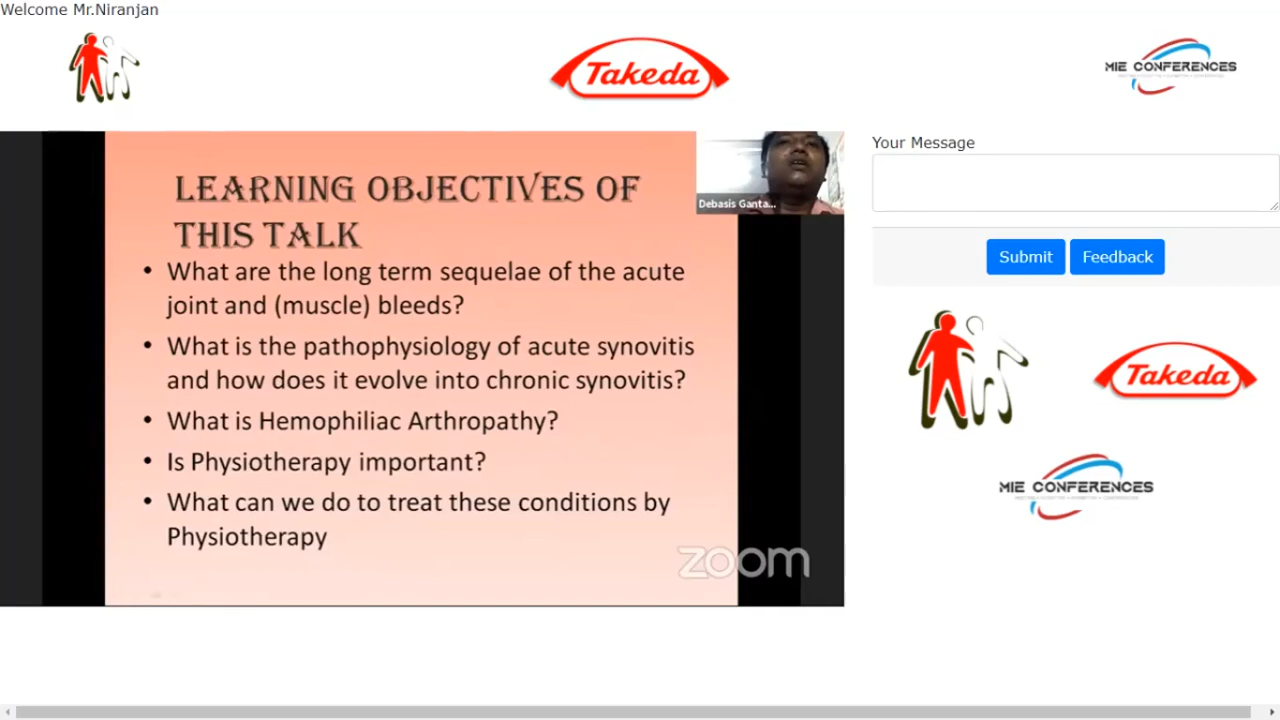 Welcome Mr.Niranjan
Takeda
MIE CONFERENCES
LEARNING OBJECTIVES OF
THIS TALK
• What are the long term sequelae of the acute
joint and (muscle) bleeds?
• What is the pathophysiology of acute synovitis
and how does it evolve into chronic synovitis?
• What is Hemophiliac Arthropathy?
• Is Physiotherapy important?
• What can we do to treat these conditions by
Physiotherapy
Debasis Ganta...
zoom
Your Message
Submit Feedback
Takeda
MIE CONFERENCES